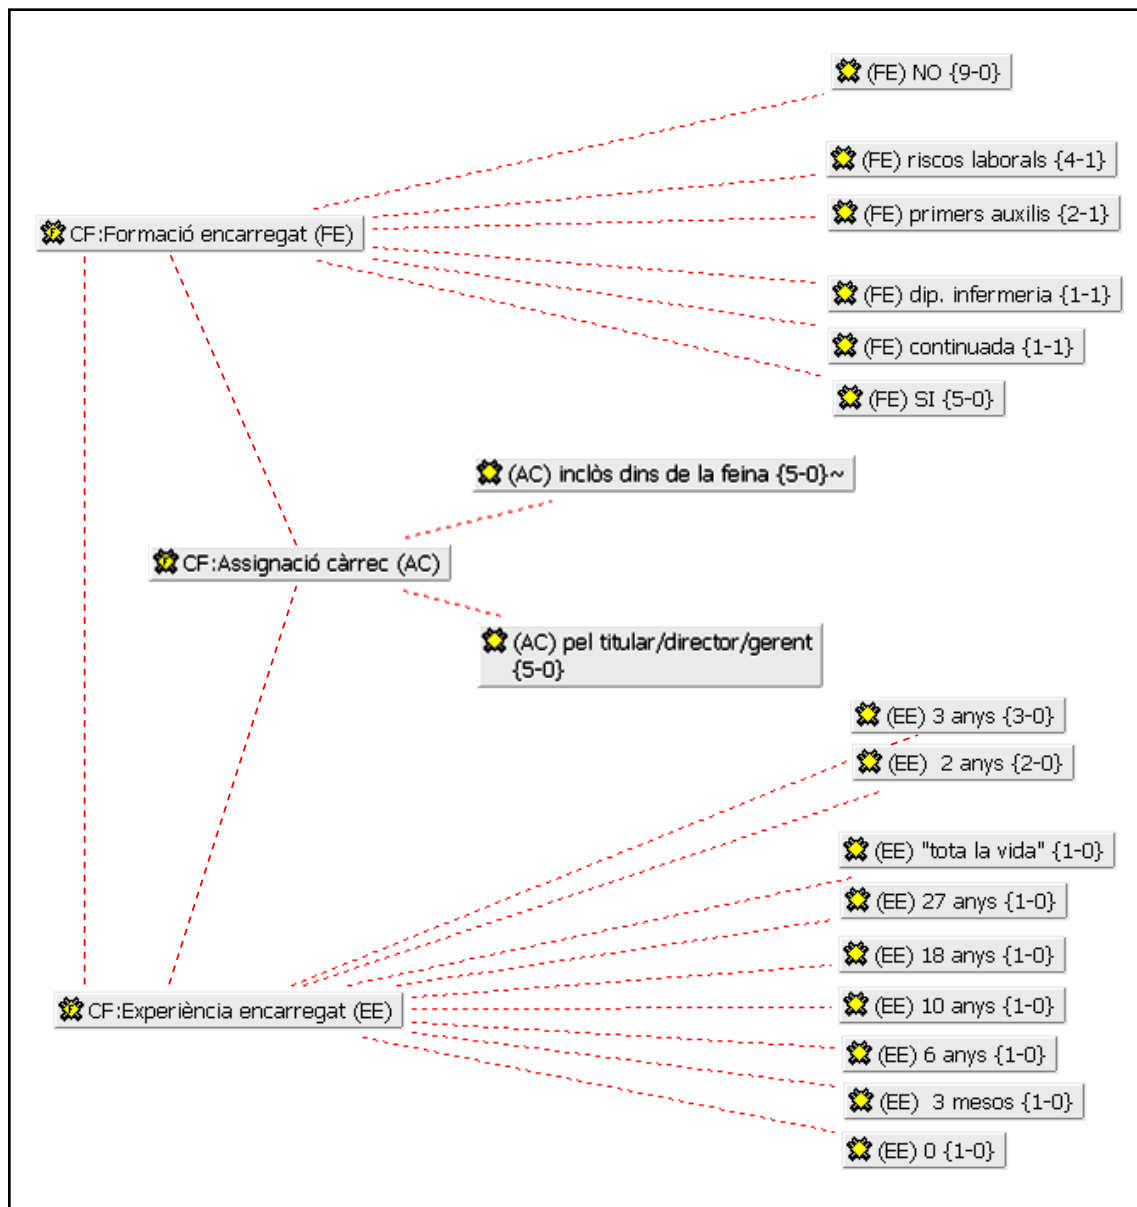 (FE) NO {9-0}
(FE) riscos laborals {4-1}
(FE) primers auxilis {2-1}
CF:Formació encarregat (FE)
(FE) dip. infermeria {1-1}
(FE) continuada {1-1}
(FE) SI {5-0}
(AC) inclòs dins de la feina {5-0}~
CF:Assignació càrrec (AC)
(AC) pel titular/director/gerent
{5-0}
(EE) 3 anys {3-0}
(EE) 2 anys {2-0}
(EE) "tota la vida" {1-0}
(EE) 27 anys {1-0}
(EE) 18 anys {1-0}
(EE) 10 anys {1-0}
CF:Experiència encarregat (EE)
(EE) 6 anys {1-0}
(EE) 3 mesos {1-0}
(EE) 0 {1-0}